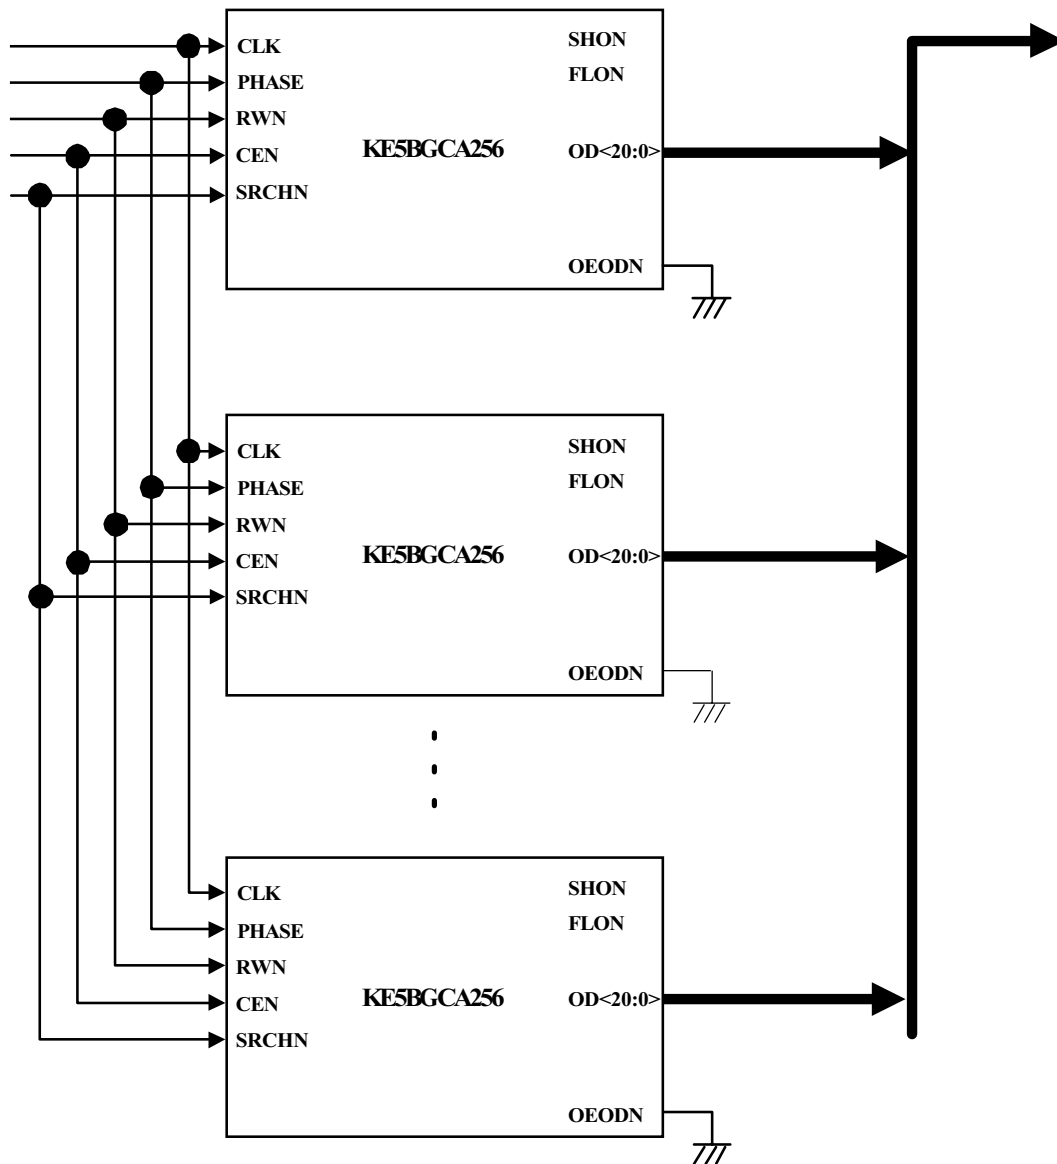 CLK
PHASE
RWN
CEN
SRCHN
KE5BGCA256
SHON
FLON
OD<20:0>
OEODN
CLK
PHASE
RWN
CEN
SRCHN
KE5BGCA256
SHON
FLON
OD<20:0>
OEODN
CLK
PHASE
RWN
CEN
SRCHN
KE5BGCA256
SHON
FLON
OD<20:0>
OEODN